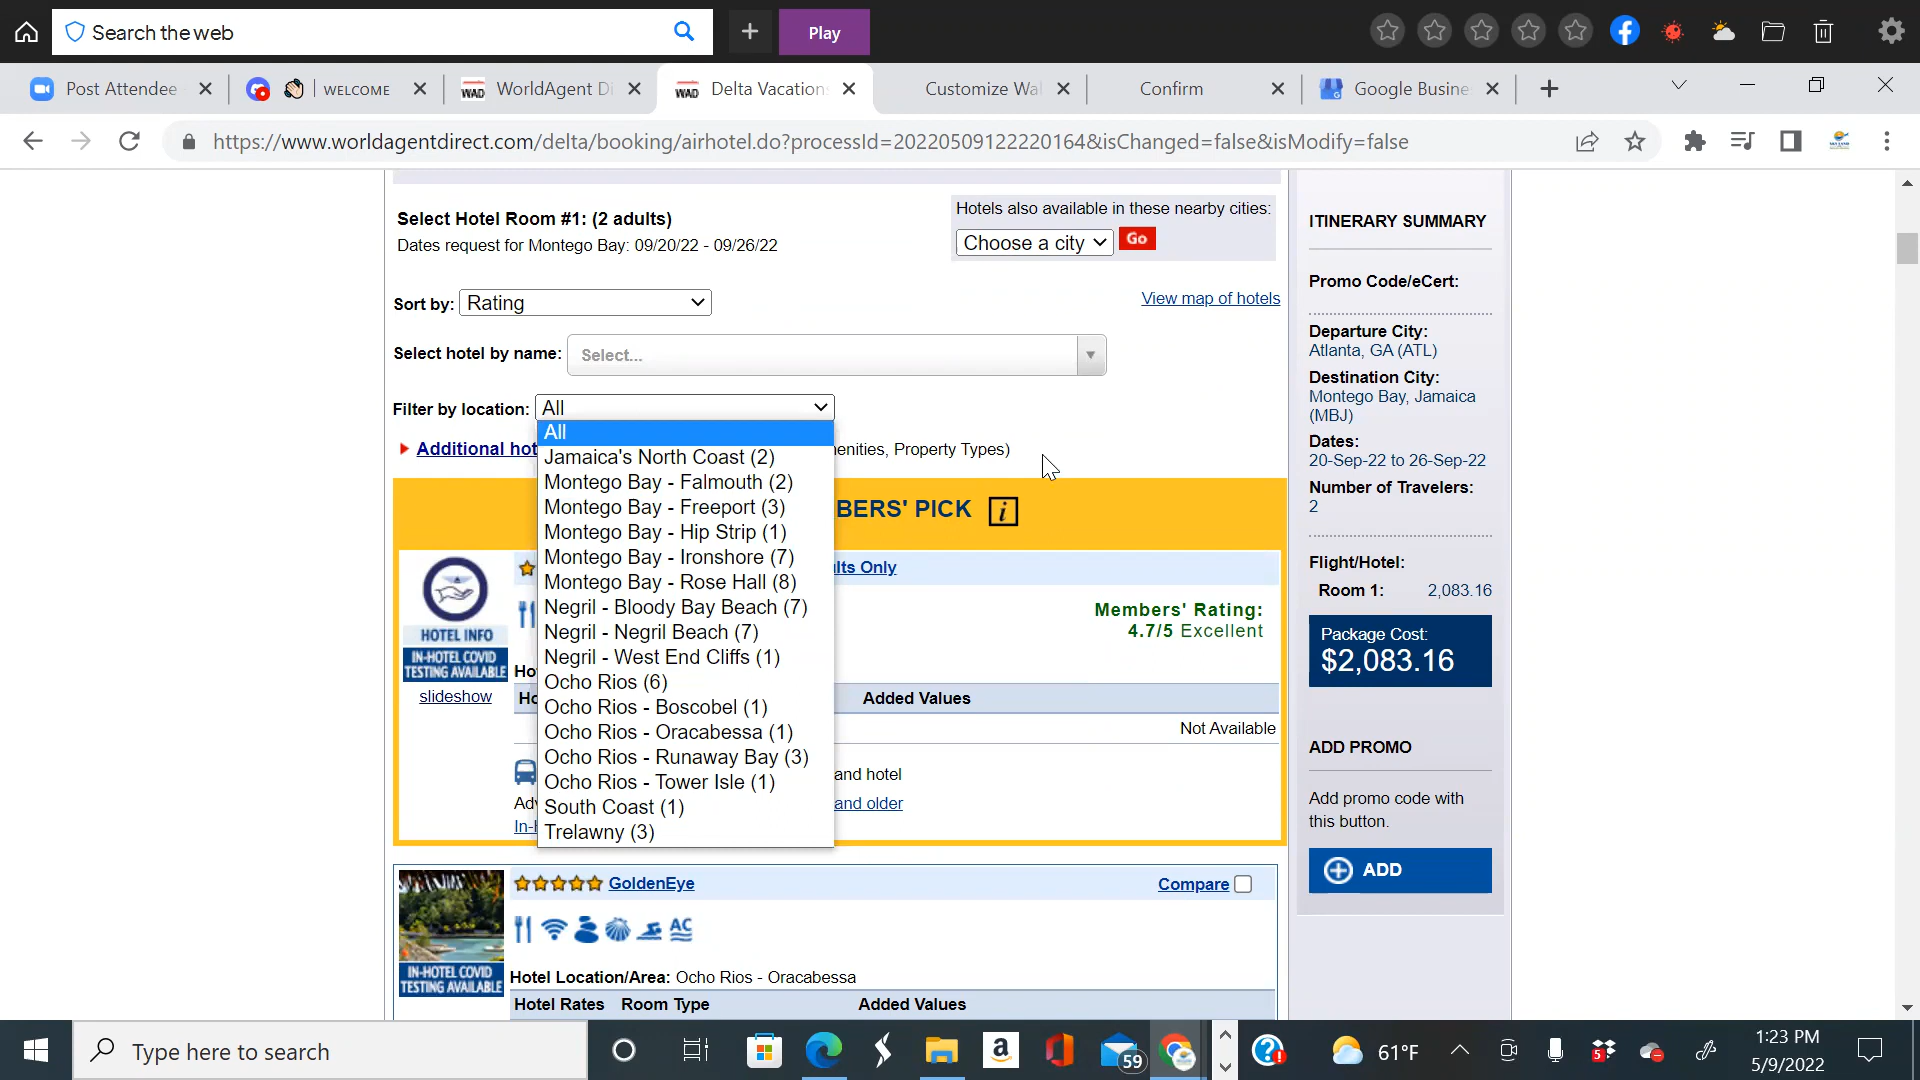 Search the web
Play
Post Attendee
WELCOME
WAD WorldAgent Di
WAD Delta Vacation
Customize Wa
Confirm
Google Busine
https://www.worldagentdirect.com/delta/booking/airhotel.do?processId=20220509122220164&isChanged=false&isModify=false
Select Hotel Room #1: (2 adults)
Dates request for Montego Bay: 09/20/22 - 09/26/22
Hotels also available in these nearby cities:
Choose a city Go
Sort by: Rating
View map of hotels
Select hotel by name: Select...
Filter by location: All
All
Jamaica's North Coast (2)
Montego Bay - Falmouth (2)
Montego Bay - Freeport (3)
Montego Bay - Hip Strip (1)
Montego Bay - Ironshore (7)
Montego Bay - Rose Hall (8)
Negril - Bloody Bay Beach (7)
Negril - Negril Beach (7)
Negril - West End Cliffs (1)
Ocho Rios (6)
Ocho Rios - Boscobel (1)
Ocho Rios - Oracabessa (1)
Ocho Rios - Runaway Bay (3)
Ocho Rios - Tower Isle (1)
South Coast (1)
Trelawny (3)
Additional hot
enities, Property Types)
BERS' PICK i
ults Only
Members' Rating:
4.7/5 Excellent
HOTEL INFO
IN-HOTEL COVID
TESTING AVAILABLE
slideshow
Ho
Ho
Added Values
Not Available
and hotel
Adv
and older
In-H
GoldenEye
Compare
AC
IN-HOTEL COVID
TESTING AVAILABLE
Hotel Location/Area: Ocho Rios - Oracabessa
Hotel Rates Room Type Added Values
ITINERARY SUMMARY
Promo Code/eCert:
Departure City:
Atlanta, GA (ATL)
Destination City:
Montego Bay, Jamaica
(MBJ)
Dates:
20-Sep-22 to 26-Sep-22
Number of Travelers:
2
Flight/Hotel:
Room 1: 2,083.16
Package Cost:
$2,083.16
ADD PROMO
Add promo code with
this button.
ADD
Type here to search
59
61°F
5
1:23 PM
5/9/2022